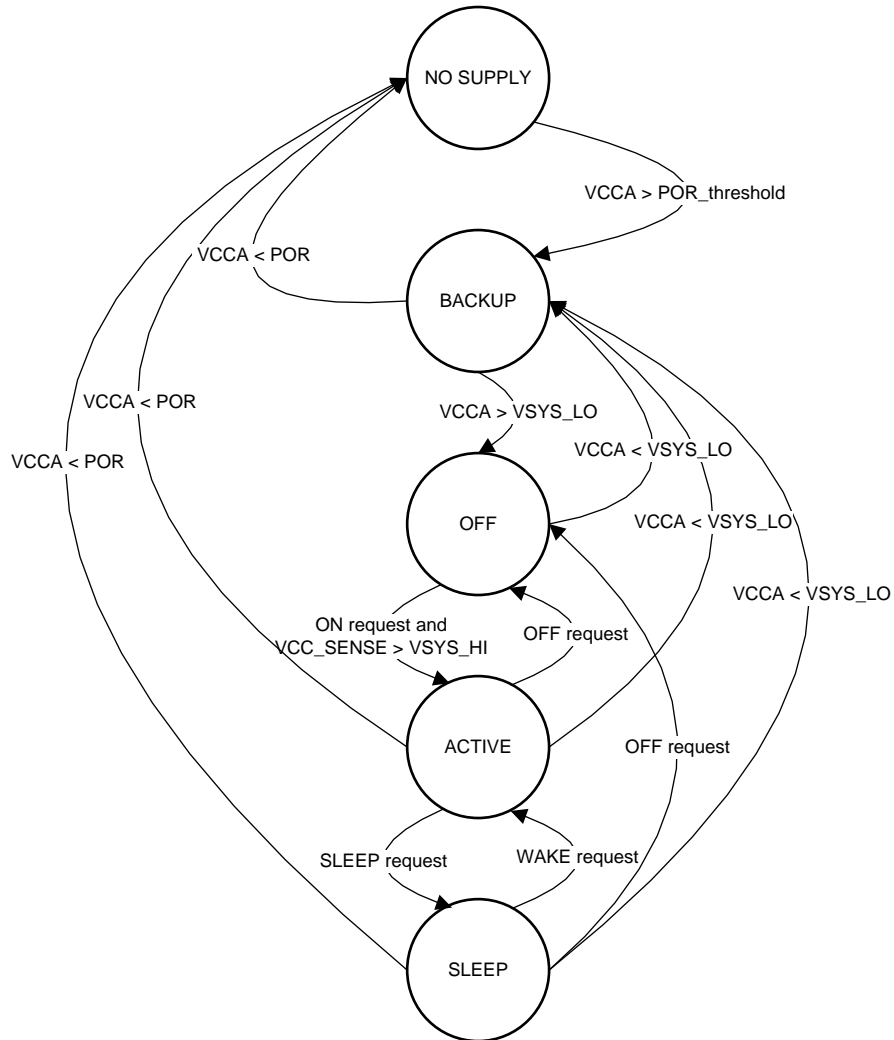 NO SUPPLY
VCCA > POR_threshold
VCCA < POR
BACKUP
VCCA < POR
VCCA > VSYS_LO
VCCA < VSYS_LO
VCCA < POR
OFF
VCCA < VSYS_LO
VCCA < VSYS_LO
ON request and
VCC_SENSE > VSYS_HI
OFF request
ACTIVE
OFF request
SLEEP request
WAKE request
SLEEP